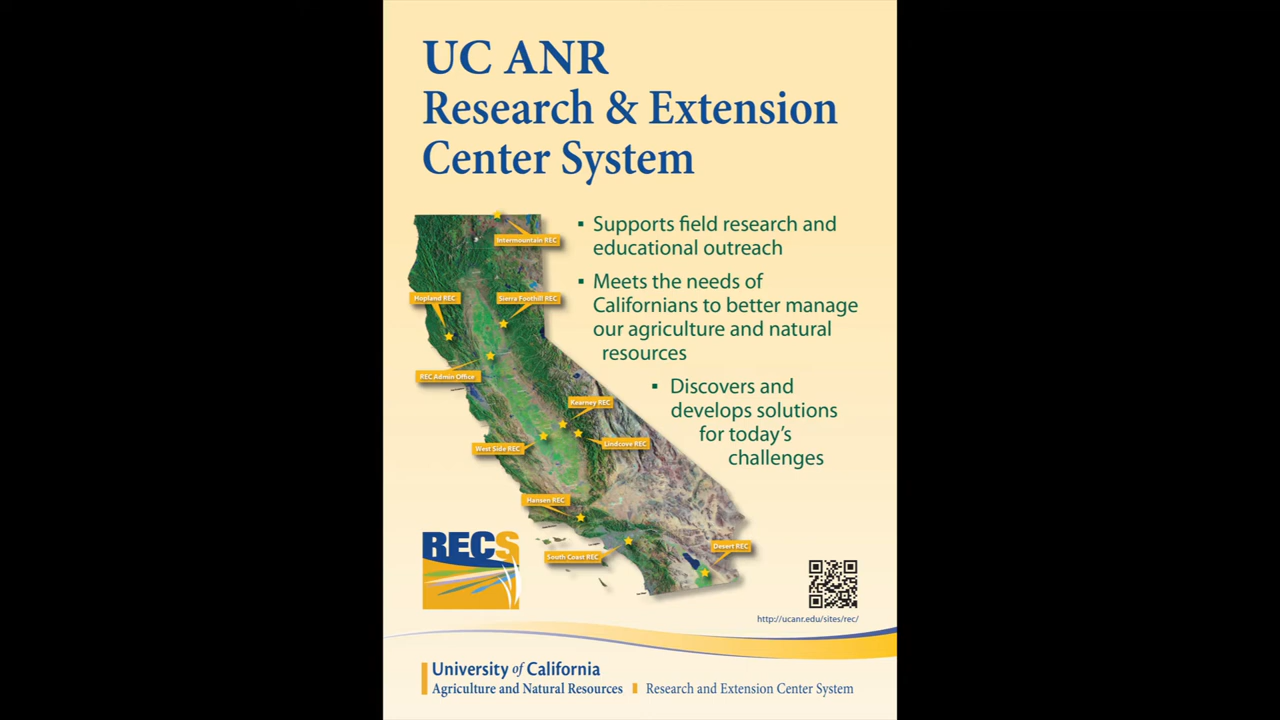 UC ANR
Research & Extension
Center System
▪ Supports field research and
educational outreach
▪ Meets the needs of
Californians to better manage
our agriculture and natural
resources
▪ Discovers and
develops solutions
for today's
challenges
Intermountain REC
Hopland REC
Sierra Foothill REC
REC Admin Office
Kearney REC
West Side REC
Lindcove REC
Hansen REC
South Coast REC
Desert REC
RECS
http://ucanr.edu/sites/rec/
University of California
Agriculture and Natural Resources Research and Extension Center System